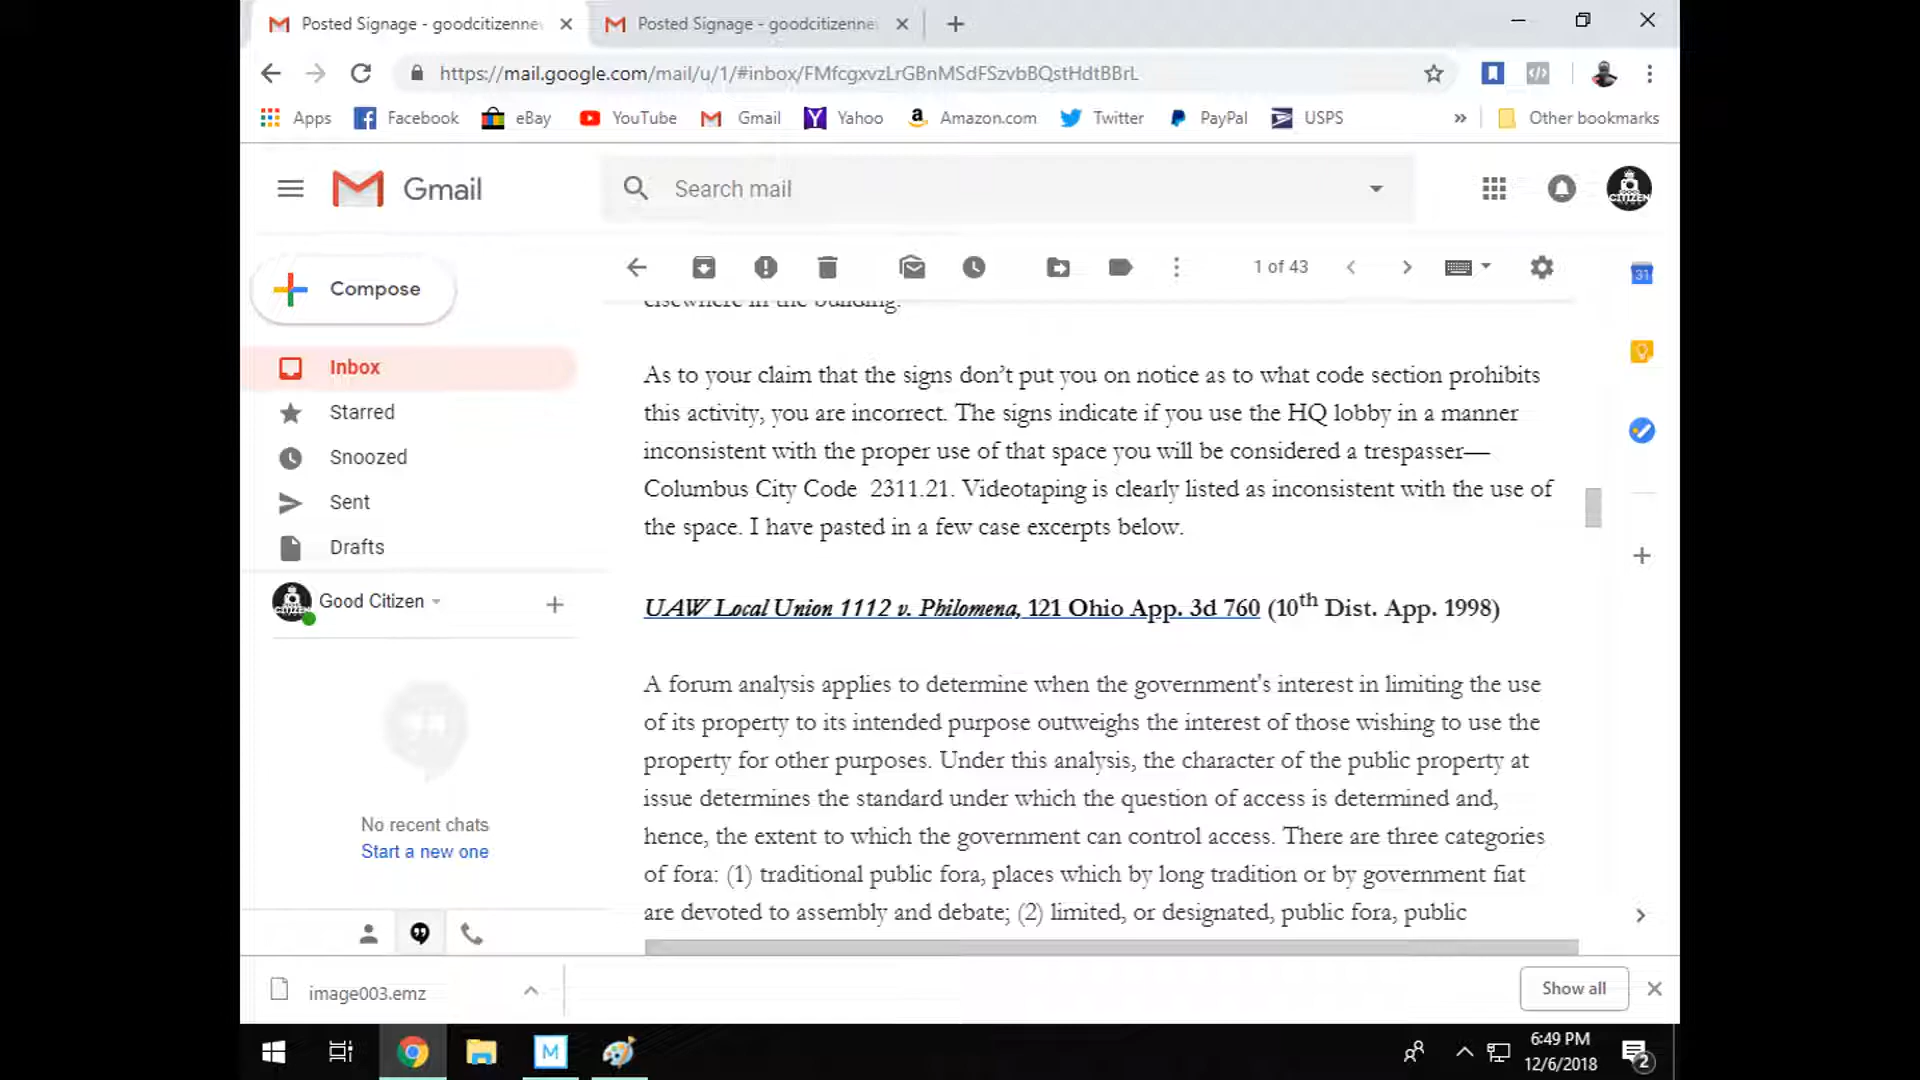 Posted Signage - goodcitizenne
Posted Signage - goodcitizenne
https://mail.google.com/mail/u/1/#inbox/FMfcgxvzLrGBnMSdFSzvbBQstHdtBBrL
Apps Facebook eBay YouTube Gmail Yahoo Amazon.com Twitter PayPal USPS » Other bookmarks
Gmail
Search mail
CITIZEN
Compose
1 of 43
31
elsewhere in the building.
Inbox
Starred
Snoozed
Sent
Drafts
Good Citizen
No recent chats
Start a new one
As to your claim that the signs don’t put you on notice as to what code section prohibits
this activity, you are incorrect. The signs indicate if you use the HQ lobby in a manner
inconsistent with the proper use of that space you will be considered a trespasser—
Columbus City Code 2311.21. Videotaping is clearly listed as inconsistent with the use of
the space. I have pasted in a few case excerpts below.
UAW Local Union 1112 v. Philomena, 121 Ohio App. 3d 760 (10th Dist. App. 1998)
A forum analysis applies to determine when the government's interest in limiting the use
of its property to its intended purpose outweighs the interest of those wishing to use the
property for other purposes. Under this analysis, the character of the public property at
issue determines the standard under which the question of access is determined and,
hence, the extent to which the government can control access. There are three categories
of fora: (1) traditional public fora, places which by long tradition or by government fiat
are devoted to assembly and debate; (2) limited, or designated, public fora, public
image003.emz
Show all
M
6:49 PM
12/6/2018
2